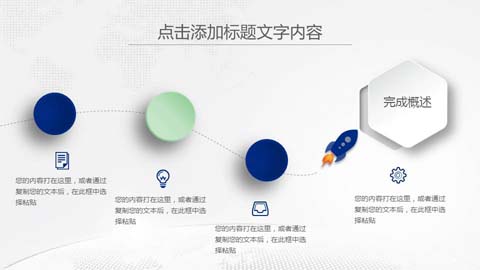 点击添加标题文字内容
完成概述
您的内容打在这里，或者通过
复制您的文本后，在此框中选
择粘贴
您的内容打在这里，或者通过
复制您的文本后，在此框中选
择粘贴
您的内容打在这里，或者通过
复制您的文本后，在此框中选
择粘贴
您的内容打在这里，或者通过
复制您的文本后，在此框中选
择粘贴